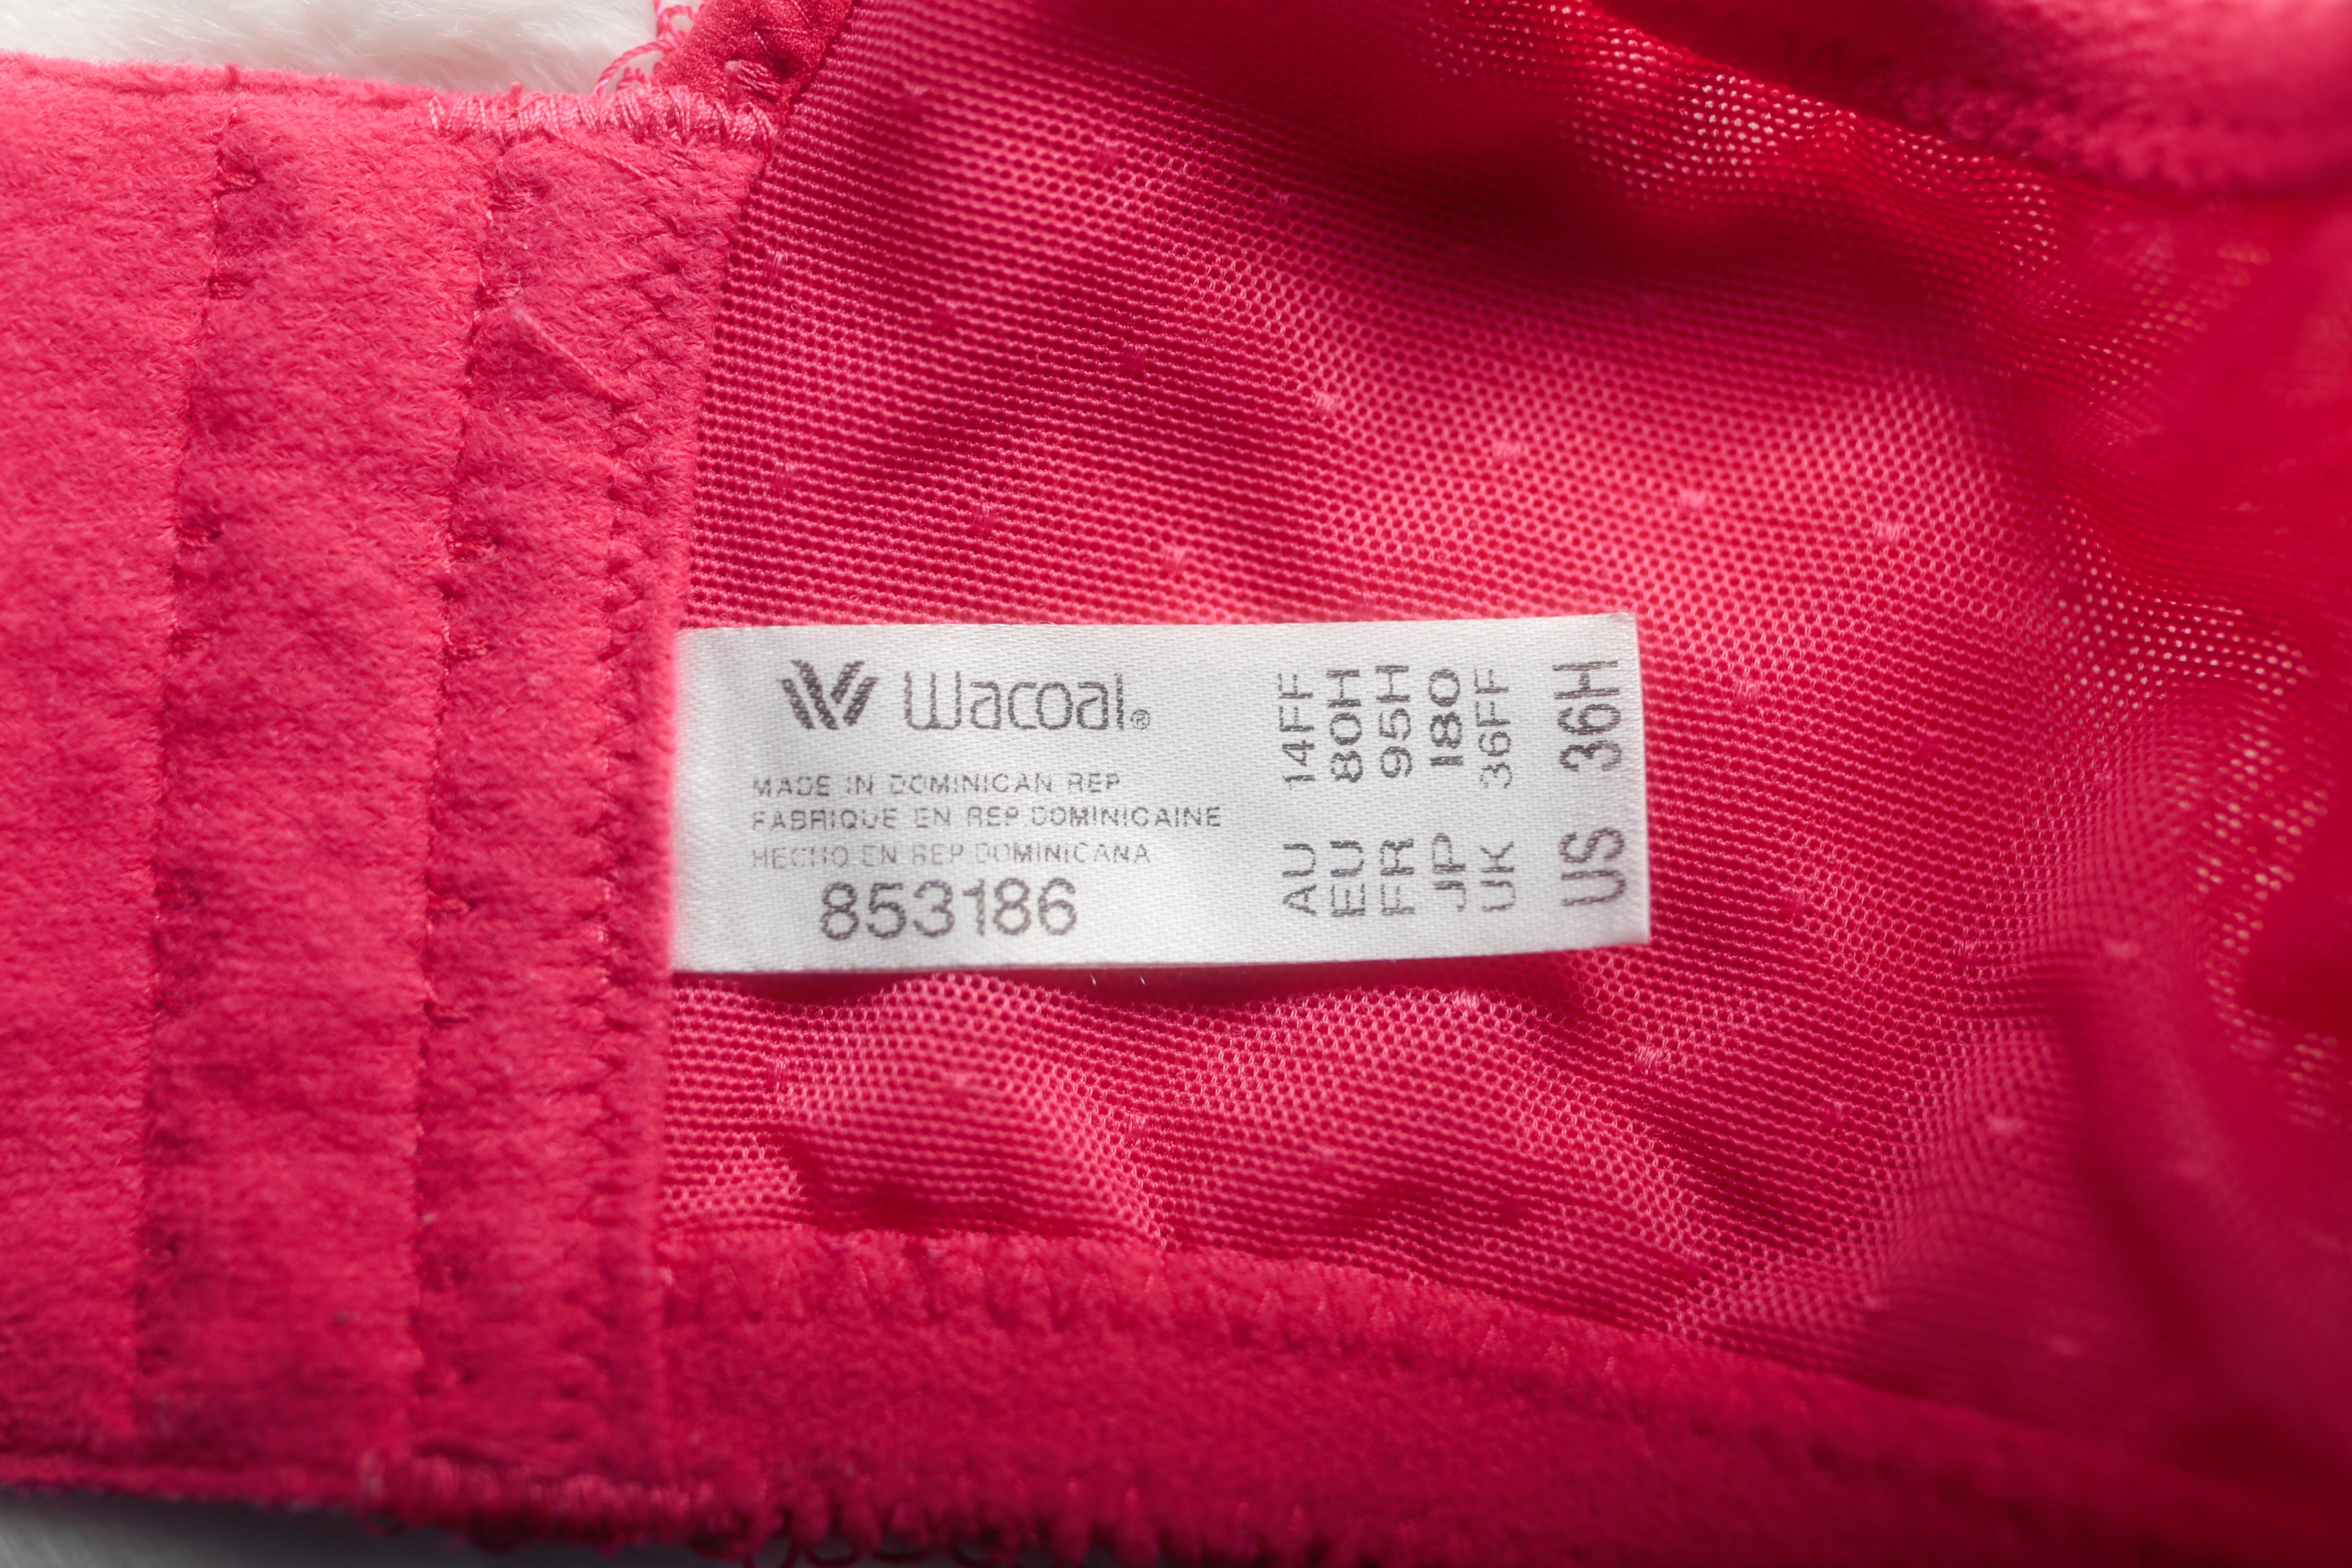 Wacoal®
MADE IN DOMINICAN REP
FABRIQUE EN REP.DOMINICAINE
HECHO EN REP.DOMINICANA
853186
AU 14FF
EU 80H
FR 95H
JP I80
UK 36FF
US 36H